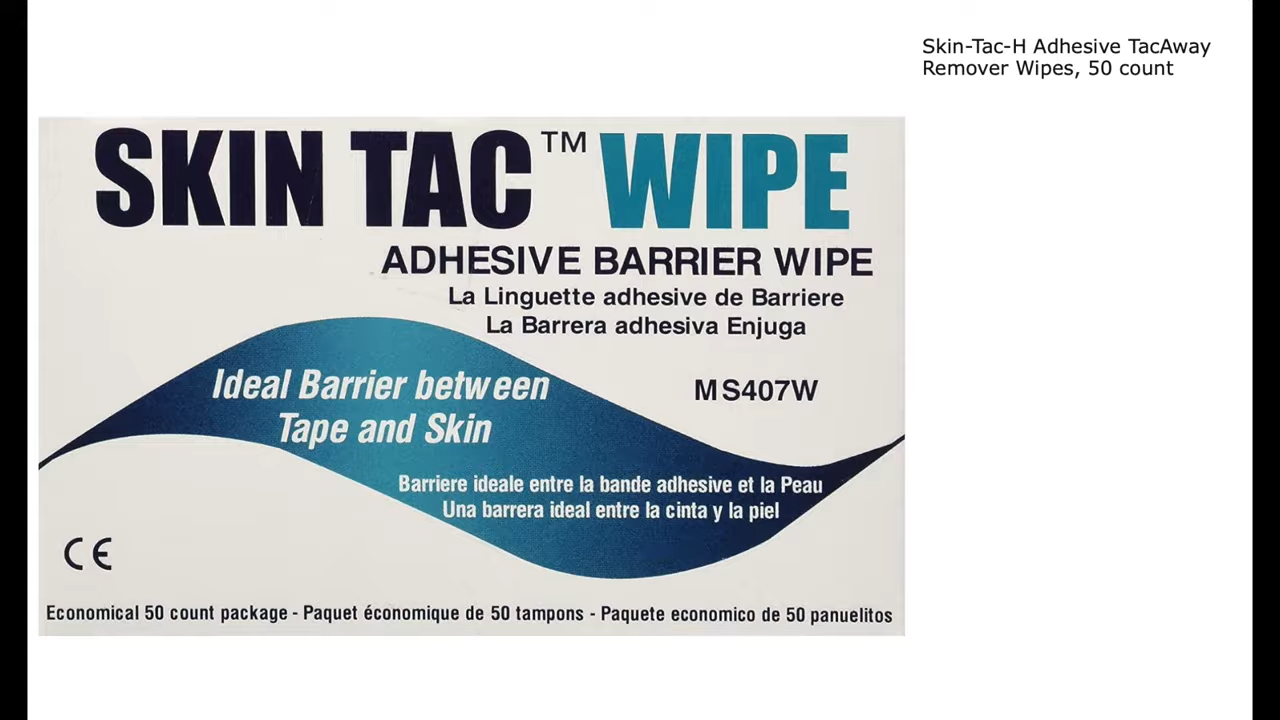 Skin-Tac-H Adhesive TacAway
Remover Wipes, 50 count
SKIN TAC™ WIPE
ADHESIVE BARRIER WIPE
La Linguette adhesive de Barriere
La Barrera adhesiva Enjuga
Ideal Barrier between
Tape and Skin
MS407W
Barriere ideale entre la bande adhesive et la Peau
Una barrera ideal entre la cinta y la piel
CE
Economical 50 count package - Paquet économique de 50 tampons - Paquete economico de 50 panuelitos